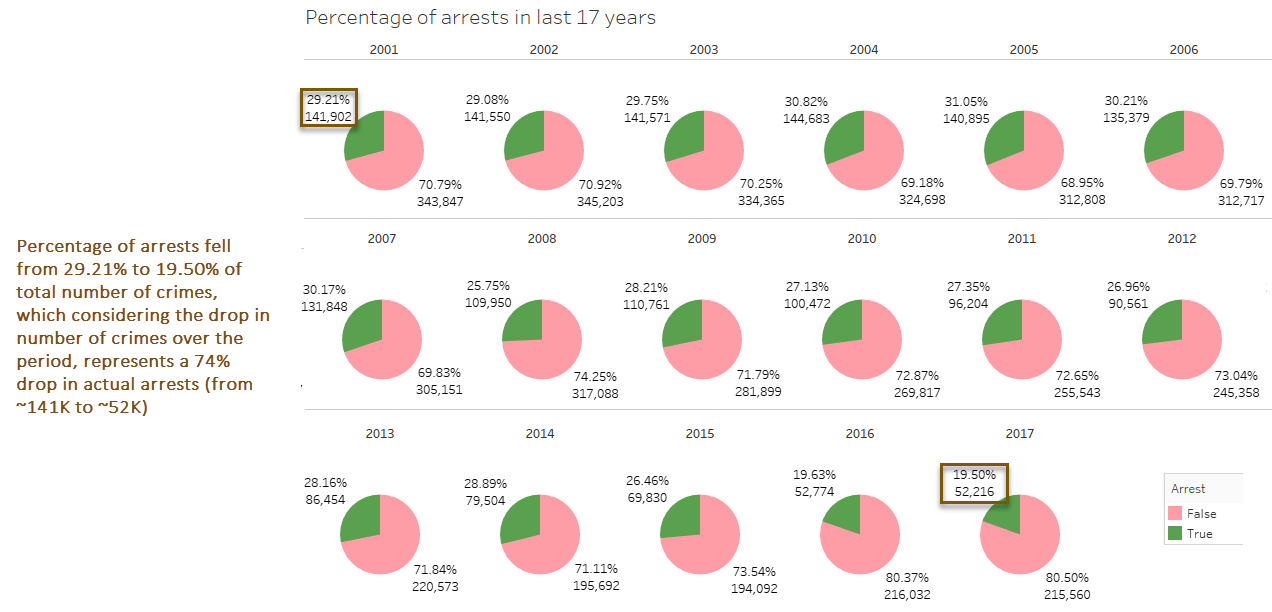 Percentage of arrests in last 17 years
2001 2002 2003 2004 2005 2006
29.21% 29.08% 29.75% 30.82% 31.05% 30.21%
141,902 141,550 141,571 144,683 140,895 135,379
70.79% 70.92% 70.25% 69.18% 68.95% 69.79%
343,847 345,203 334,365 324,698 312,808 312,717
Percentage of arrests fell
from 29.21% to 19.50% of
total number of crimes,
which considering the drop in
number of crimes over the
period, represents a 74%
drop in actual arrests (from
~141K to ~52K)
2007 2008 2009 2010 2011 2012
30.17% 25.75% 28.21% 27.13% 27.35% 26.96%
131,848 109,950 110,761 100,472 96,204 90,561
69.83% 74.25% 71.79% 72.87% 72.65% 73.04%
305,151 317,088 281,899 269,817 255,543 245,358
2013 2014 2015 2016 2017
28.16% 28.89% 26.46% 19.63% 19.50%
86,454 79,504 69,830 52,774 52,216
71.84% 71.11% 73.54% 80.37% 80.50%
220,573 195,692 194,092 216,032 215,560
Arrest
False
True